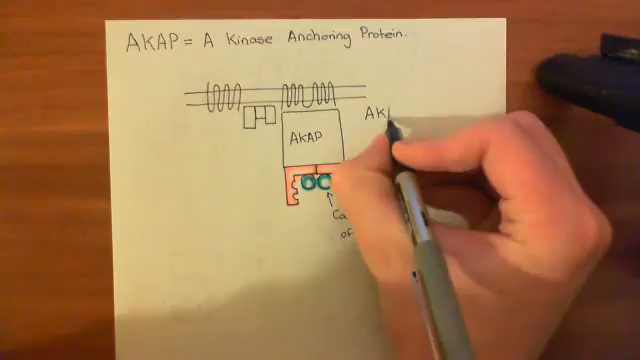 AKAP = A Kinase Anchoring Protein.
AK
AKAP
Ca
of